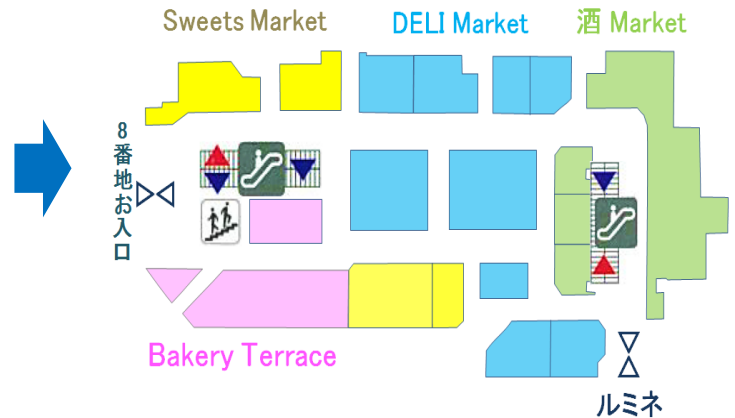 Sweets Market
DELI Market
酒 Market
8番地お入口
Bakery Terrace
ルミネ